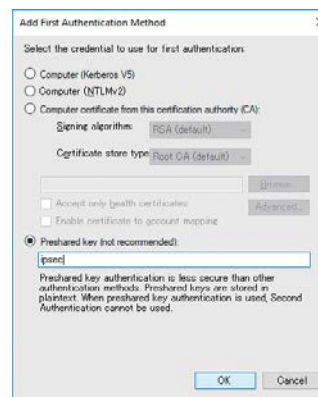 Add First Authentication Method
Select the credential to use for first authentication:
Computer (Kerberos V5)
Computer (NTLMv2)
Computer certificate from this certification authority (CA):
Signing algorithm:
RSA (default)
Certificate store type:
Root CA (default)
Browse...
Accept only health certificates
Advanced...
Enable certificate to account mapping
Preshared key (not recommended):
ipsec
Preshared key authentication is less secure than other
authentication methods. Preshared keys are stored in
plaintext. When preshared key authentication is used, Second
Authentication cannot be used.
OK
Cancel